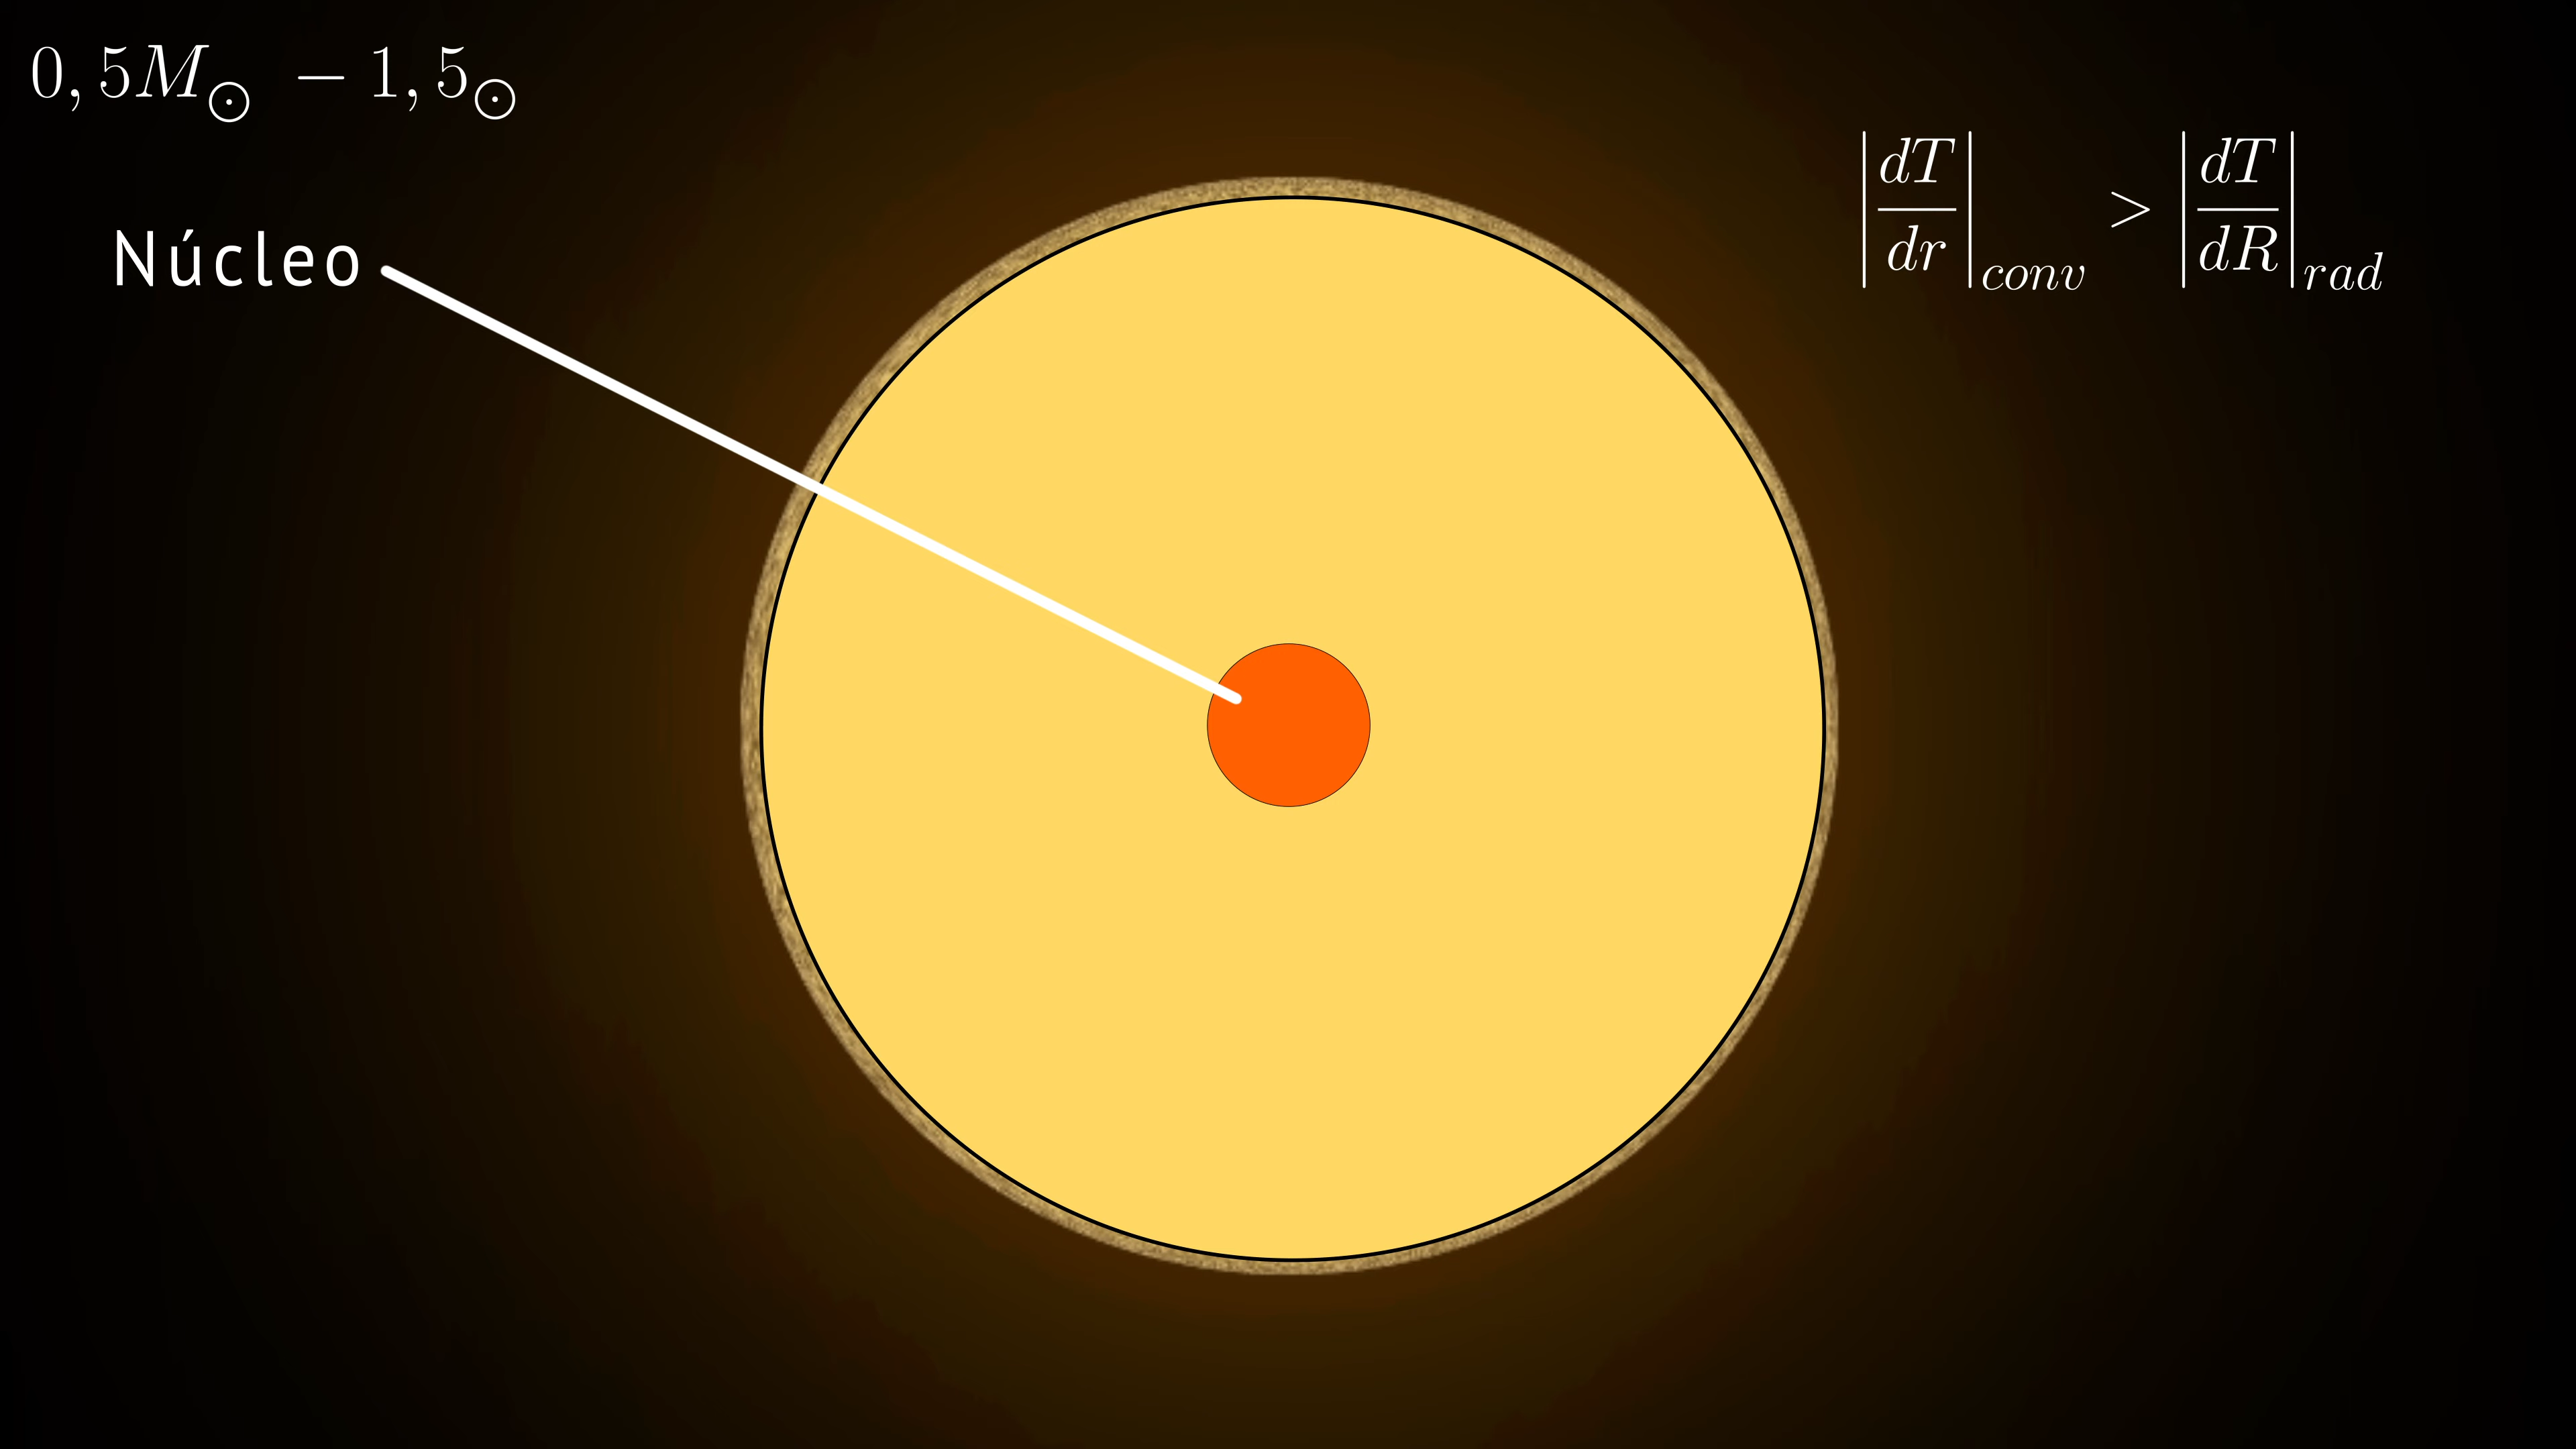 0,5M⊙ − 1,5⊙
Núcleo
|dT/dr|conv > |dT/dR|rad